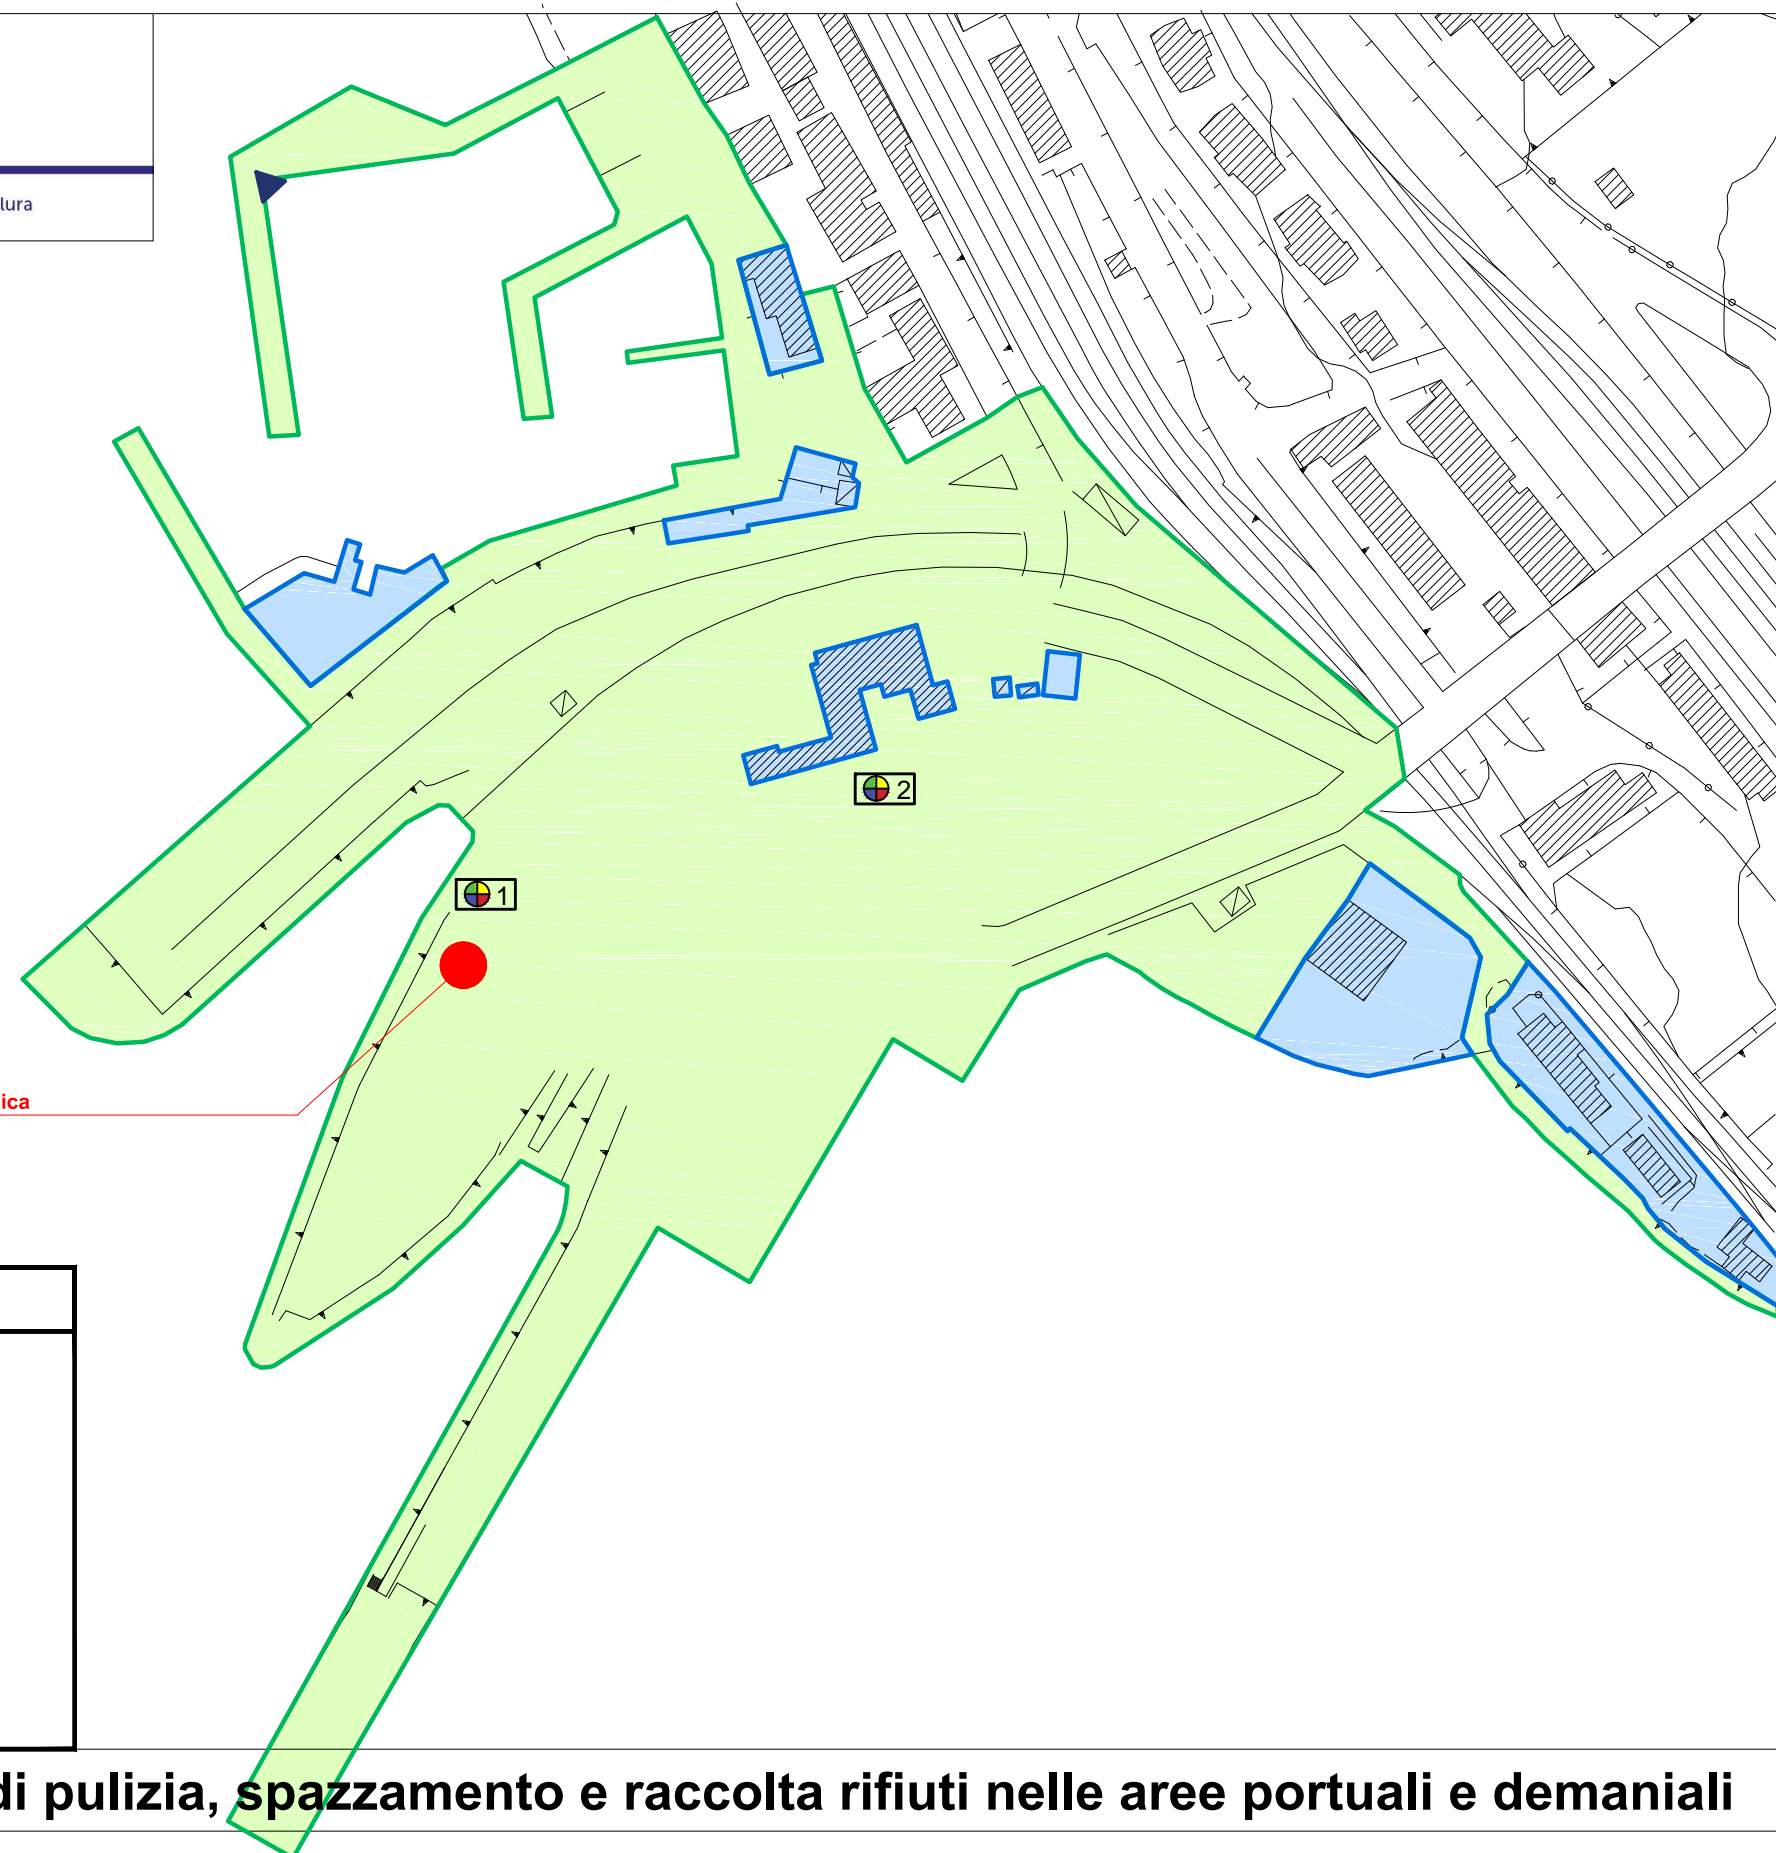 lura
2
1
ica
di pulizia, spazzamento e raccolta rifiuti nelle aree portuali e demaniali